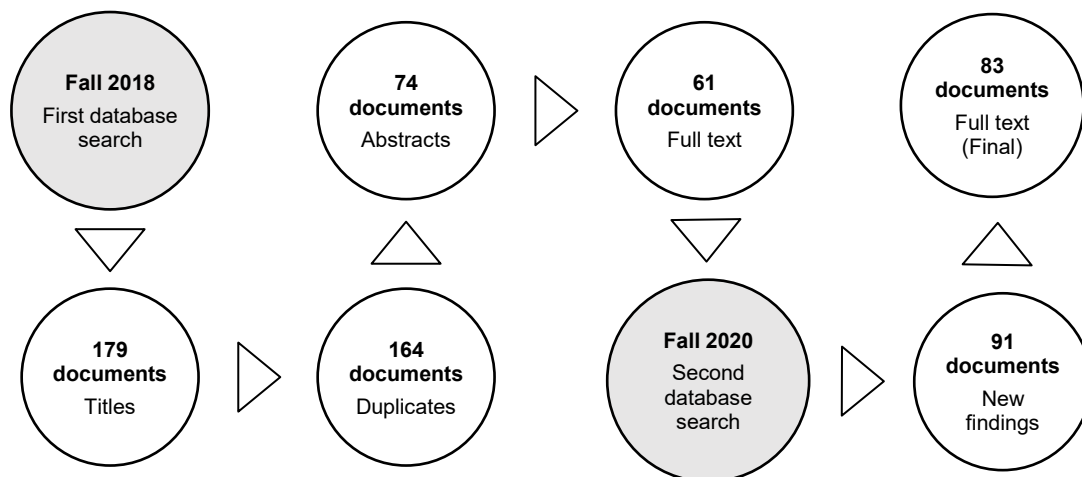 Fall 2018
First database
search
179
documents
Titles
164
documents
Duplicates
74
documents
Abstracts
61
documents
Full text
Fall 2020
Second
database
search
91
documents
New
findings
83
documents
Full text
(Final)